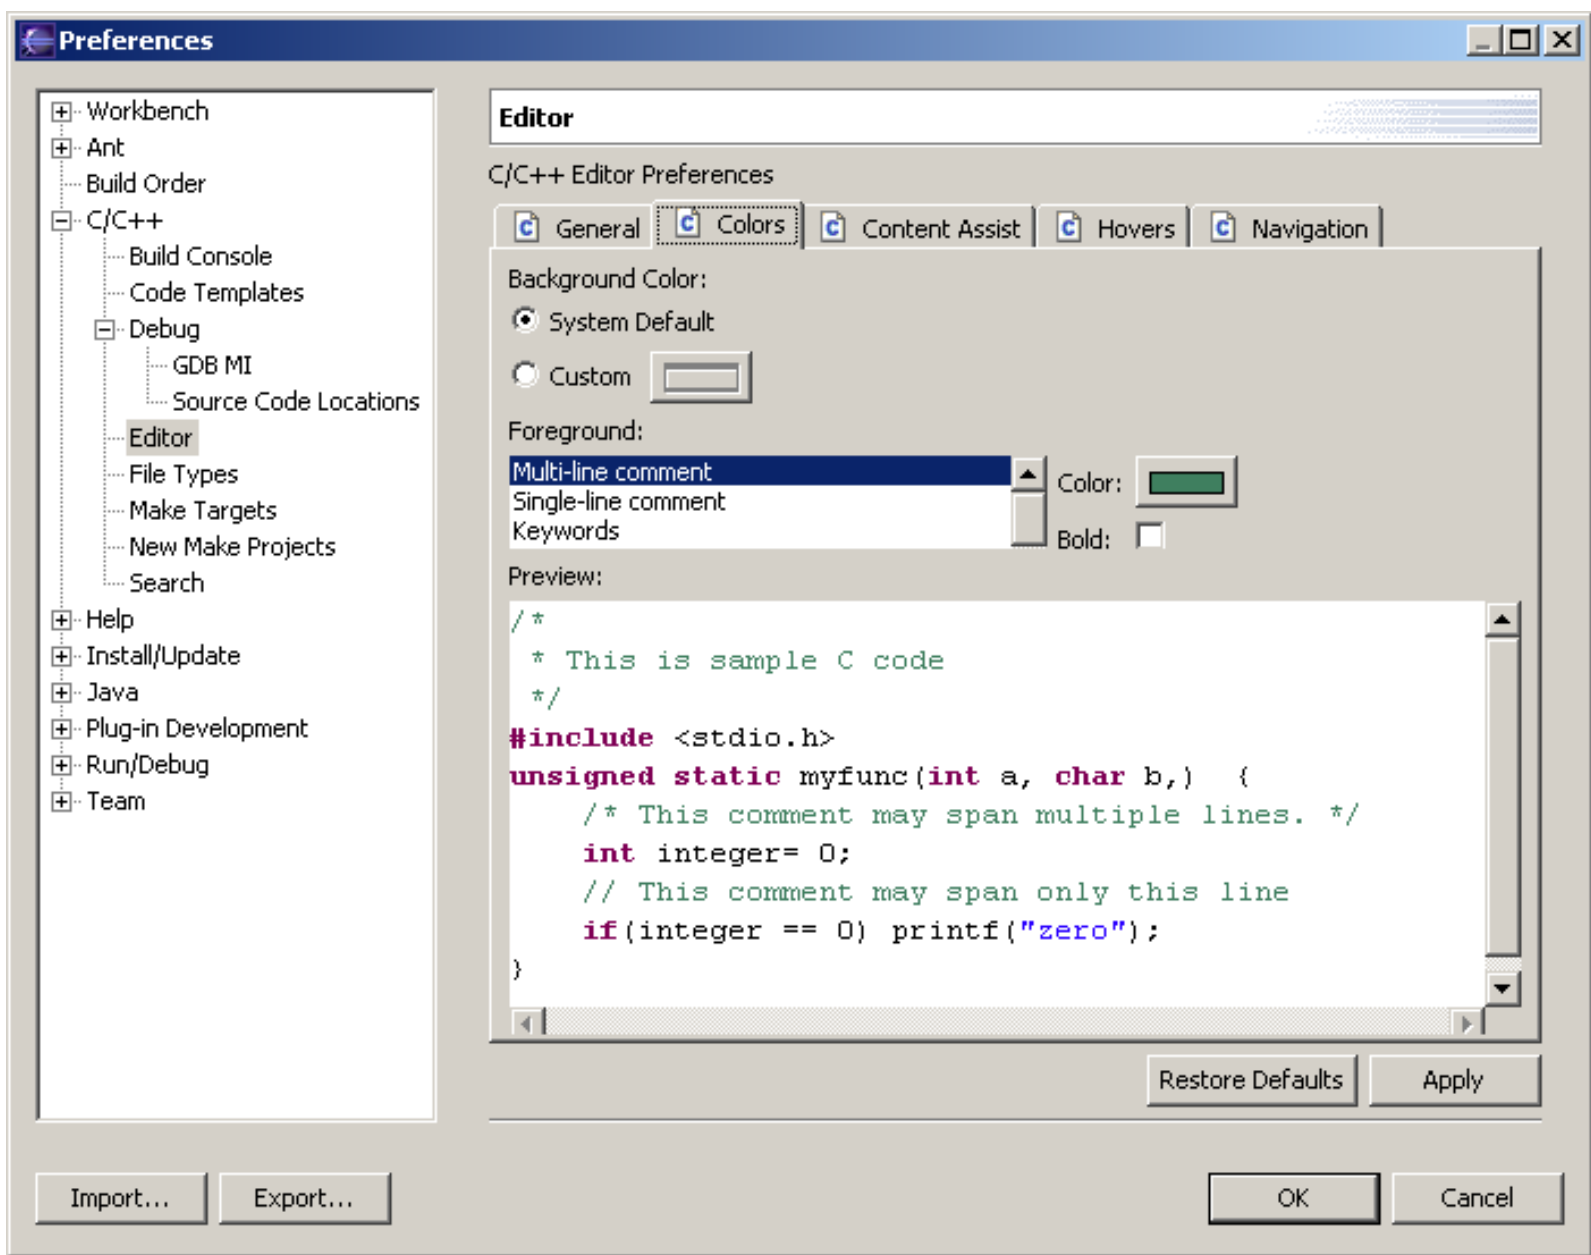 Preferences
Workbench
Ant
Build Order
C/C++
Build Console
Code Templates
Debug
GDB MI
Source Code Locations
Editor
File Types
Make Targets
New Make Projects
Search
Help
Install/Update
Java
Plug-in Development
Run/Debug
Team
Editor
C/C++ Editor Preferences
General Colors Content Assist Hovers Navigation
Background Color:
System Default
Custom
Foreground:
Multi-line comment
Single-line comment
Keywords
Color:
Bold:
Preview:
/*
 * This is sample C code
 */
#include <stdio.h>
unsigned static myfunc(int a, char b,)  {
    /* This comment may span multiple lines. */
    int integer= 0;
    // This comment may span only this line
    if(integer == 0) printf("zero");
}
Restore Defaults Apply
Import... Export... OK Cancel